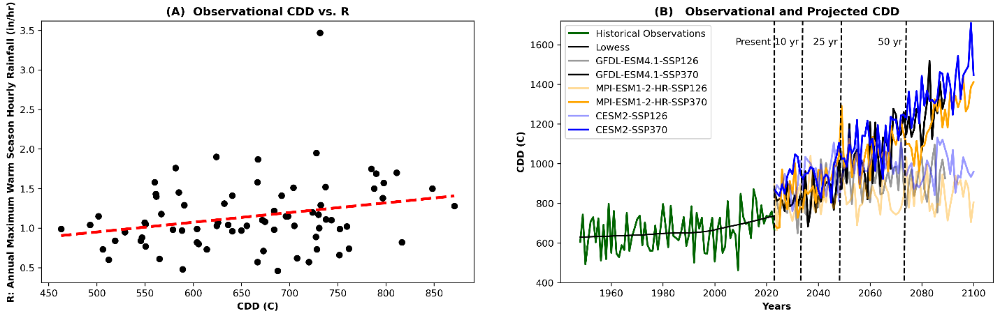 (A)  Observational CDD vs. R
R: Annual Maximum Warm Season Hourly Rainfall (in/hr)
3.5
3.0
2.5
2.0
1.5
1.0
0.5
450 500 550 600 650 700 750 800 850
CDD (C)
(B)   Observational and Projected CDD
CDD (C)
1600
1400
1200
1000
800
600
400
Historical Observations
Lowess
GFDL-ESM4.1-SSP126
GFDL-ESM4.1-SSP370
MPI-ESM1-2-HR-SSP126
MPI-ESM1-2-HR-SSP370
CESM2-SSP126
CESM2-SSP370
Present 10 yr 25 yr 50 yr
1960 1980 2000 2020 2040 2060 2080 2100
Years